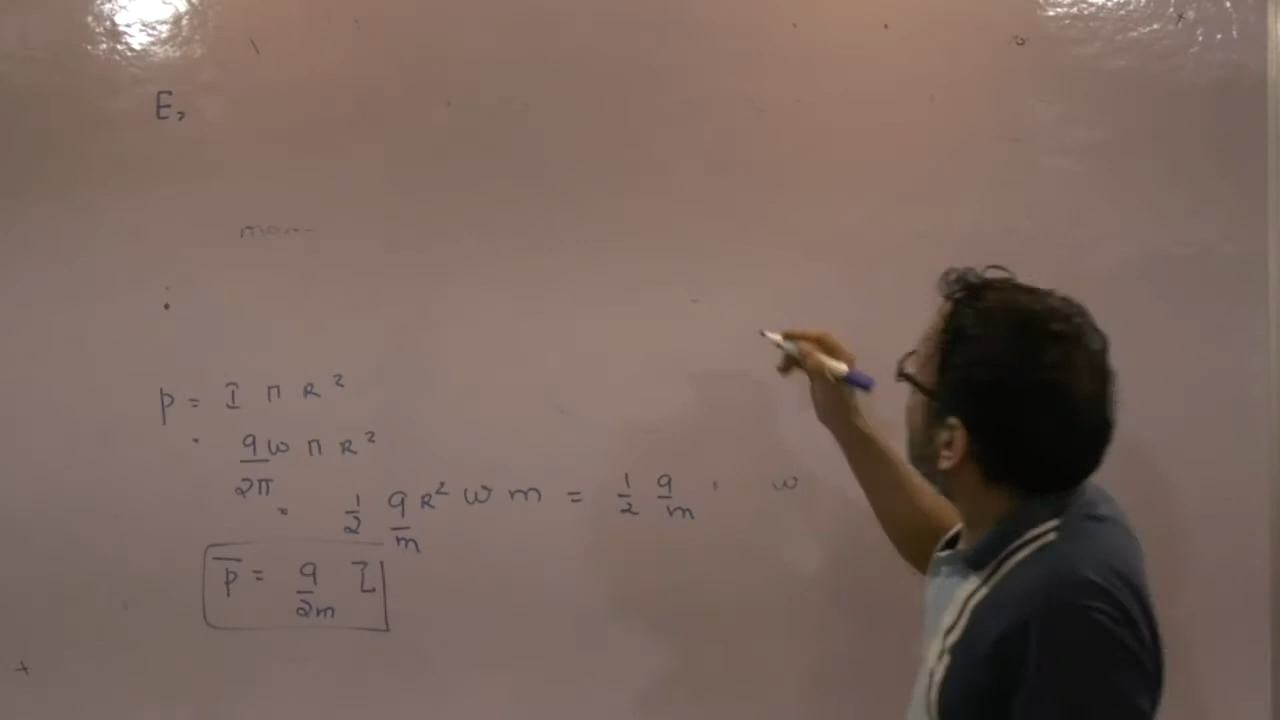 E,
p = I π R²
qω/2π π R²
= 1/2 q/m R² ω m = 1/2 q/m ω
p̅ = q/2m L̅